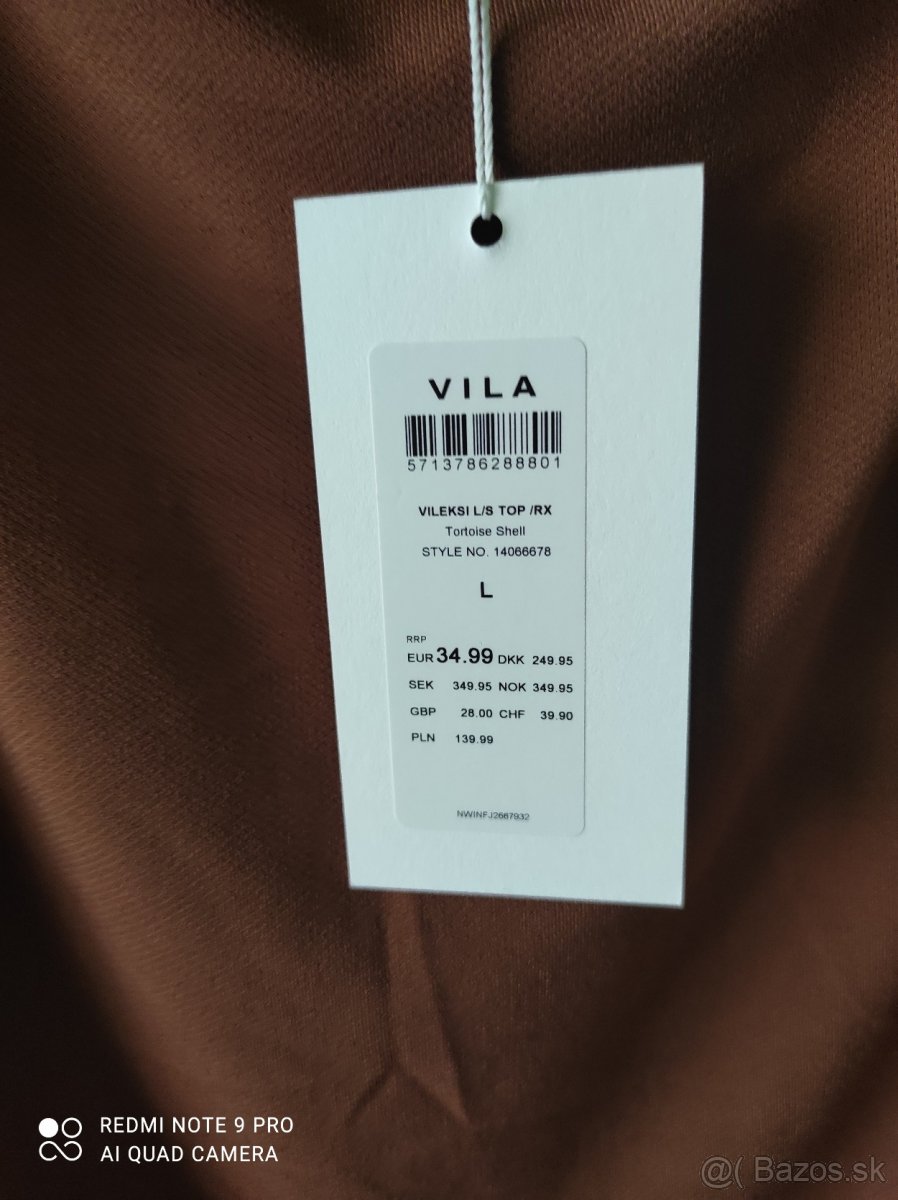 VILA
5713786288801
VILEKSI L/S TOP /RX
Tortoise Shell
STYLE NO. 14066678
L
RRP
EUR 34.99 DKK 249.95
SEK 349.95 NOK 349.95
GBP 28.00 CHF 39.90
PLN 139.99
NWINFJ2667932
REDMI NOTE 9 PRO
AI QUAD CAMERA
@( Bazos.sk